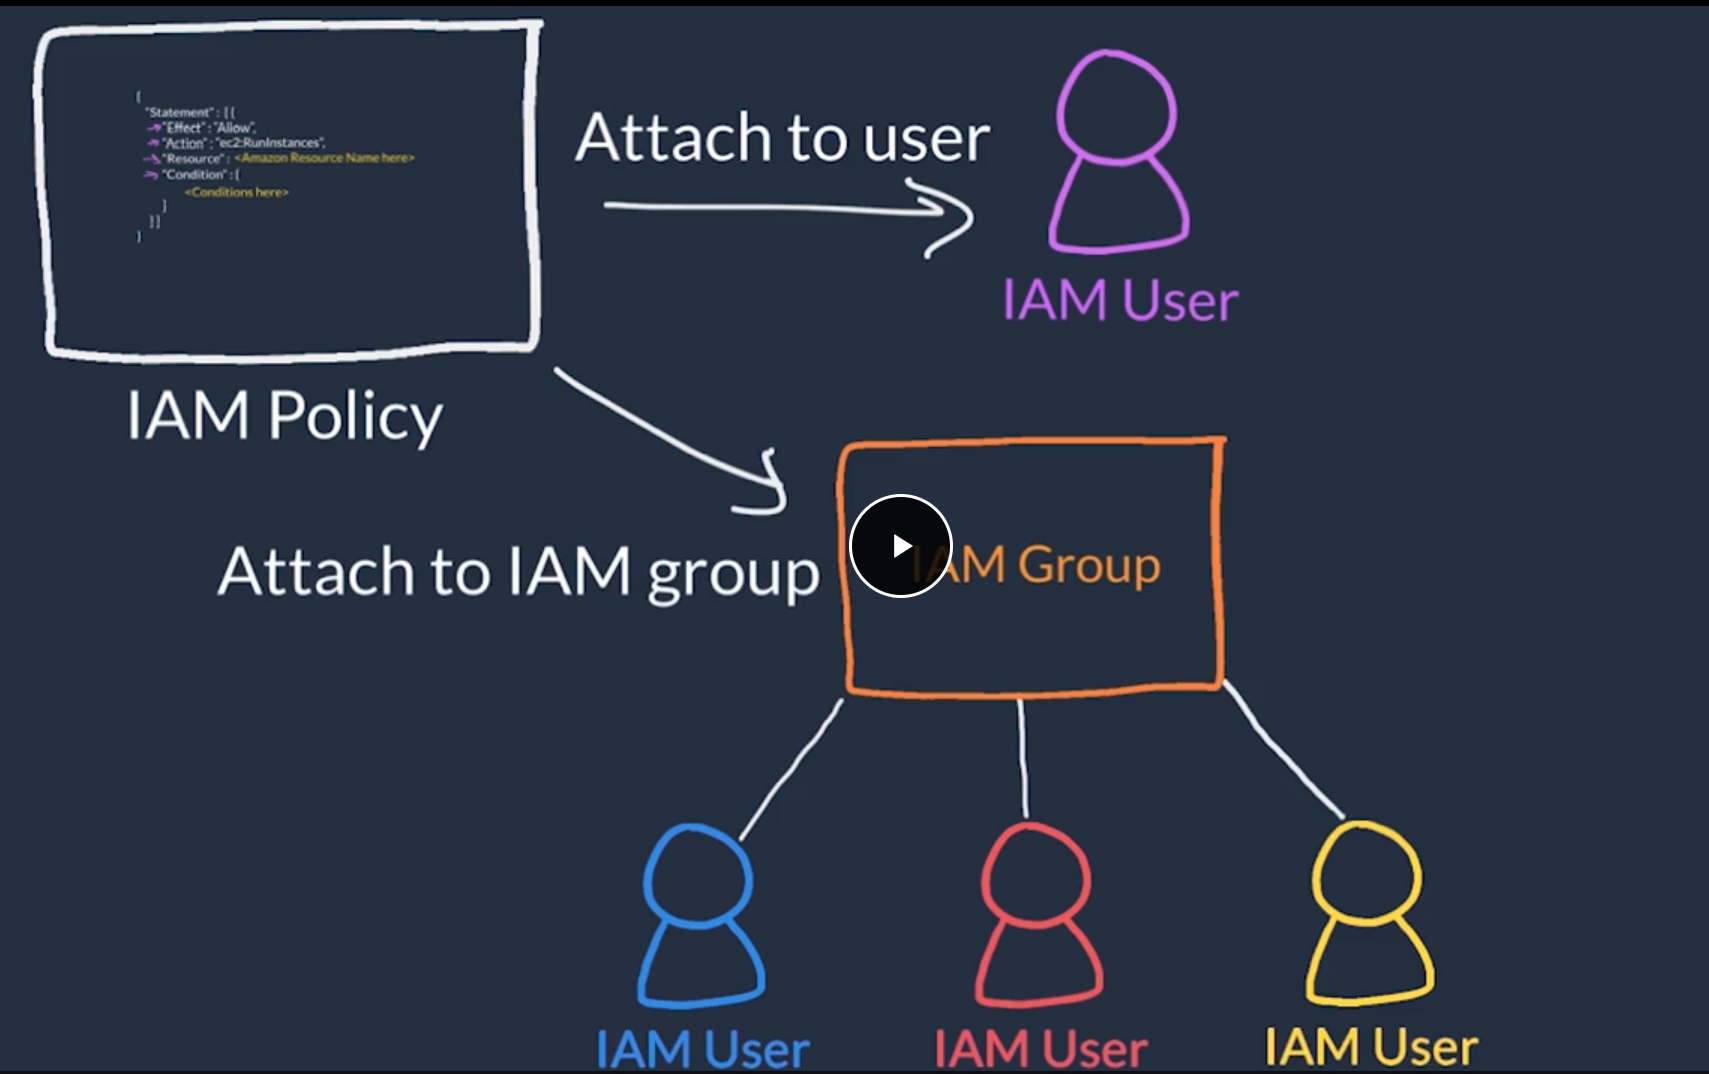 {
"Statement" : [ {
"Effect" : "Allow",
"Action" : "ec2:RunInstances",
"Resource" : <Amazon Resource Name here>
"Condition" : {
<Conditions here>
}
} ]
}
IAM Policy
Attach to user
IAM User
Attach to IAM group
IAM Group
IAM User
IAM User
IAM User